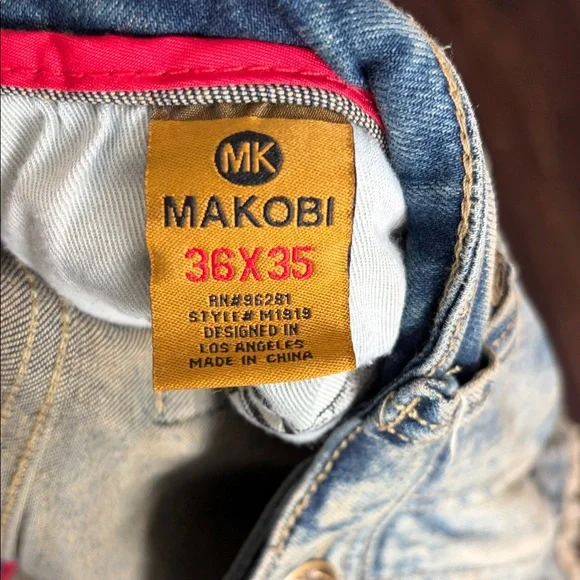 MK
MAKOBI
36X35
RN#96281
STYLE# M1919
DESIGNED IN
LOS ANGELES
MADE IN CHINA